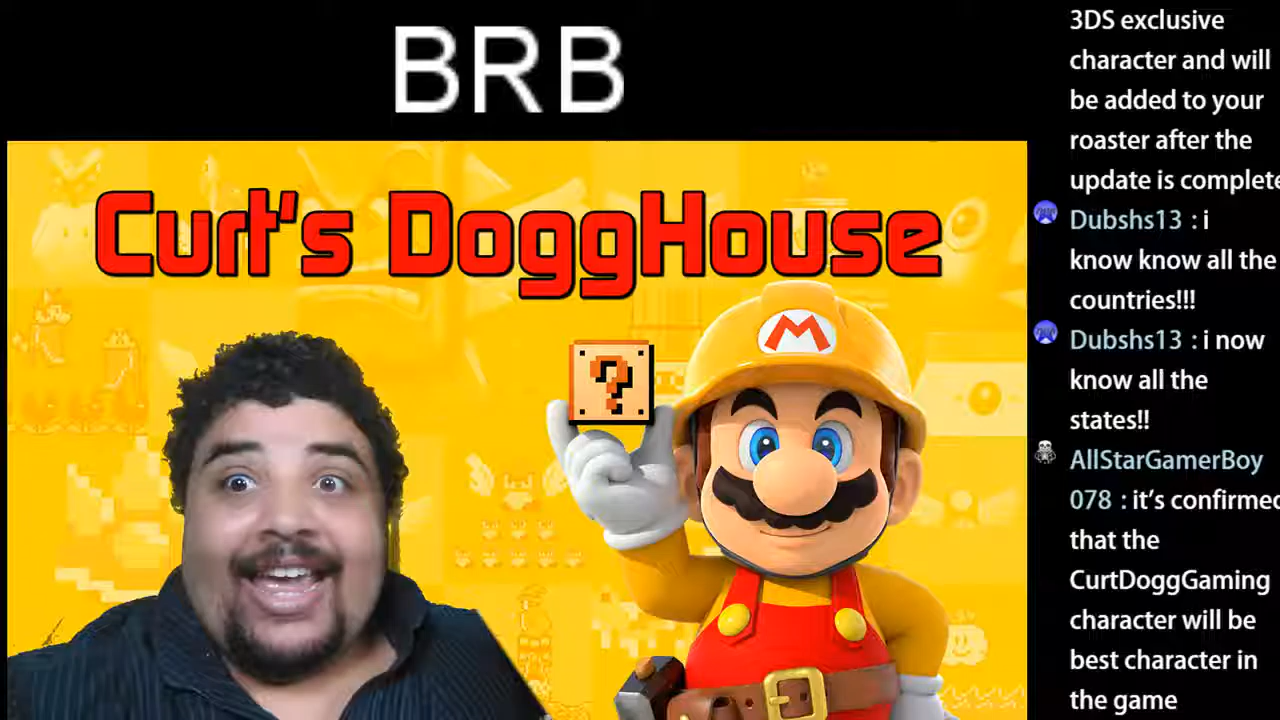 BRB
Curt's DoggHouse
M
?
3DS exclusive
character and will
be added to your
roaster after the
update is complete
Dubshs13 : i
know know all the
countries!!!
Dubshs13 : i now
know all the
states!!
AllStarGamerBoy
078 : it's confirmed
that the
CurtDoggGaming
character will be
best character in
the game